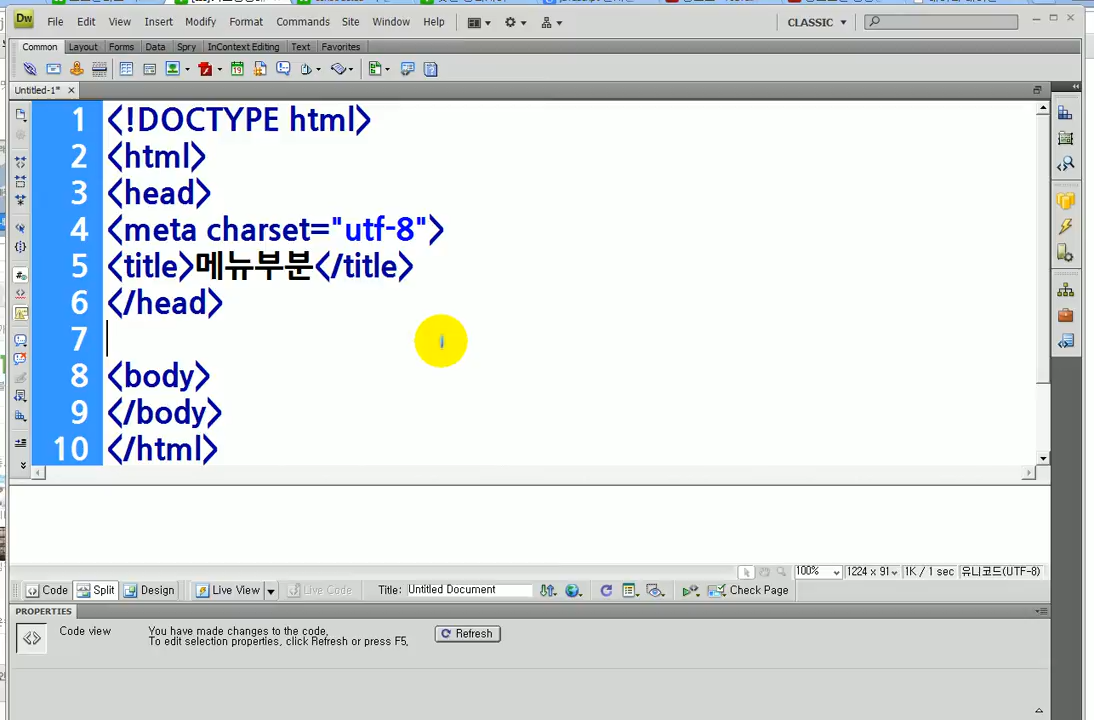 Dw File Edit View Insert Modify Format Commands Site Window Help CLASSIC
Common Layout Forms Data Spry InContext Editing Text Favorites
Untitled-1*
1 <!DOCTYPE html>
2 <html>
3 <head>
4 <meta charset="utf-8">
5 <title>메뉴부분</title>
6 </head>
7
8 <body>
9 </body>
10 </html>
Code Split Design Live View Live Code Title: Untitled Document Check Page
100% 1224 x 91 1K / 1 sec 유니코드(UTF-8)
PROPERTIES
Code view
You have made changes to the code,
To edit selection properties, click Refresh or press F5,
Refresh